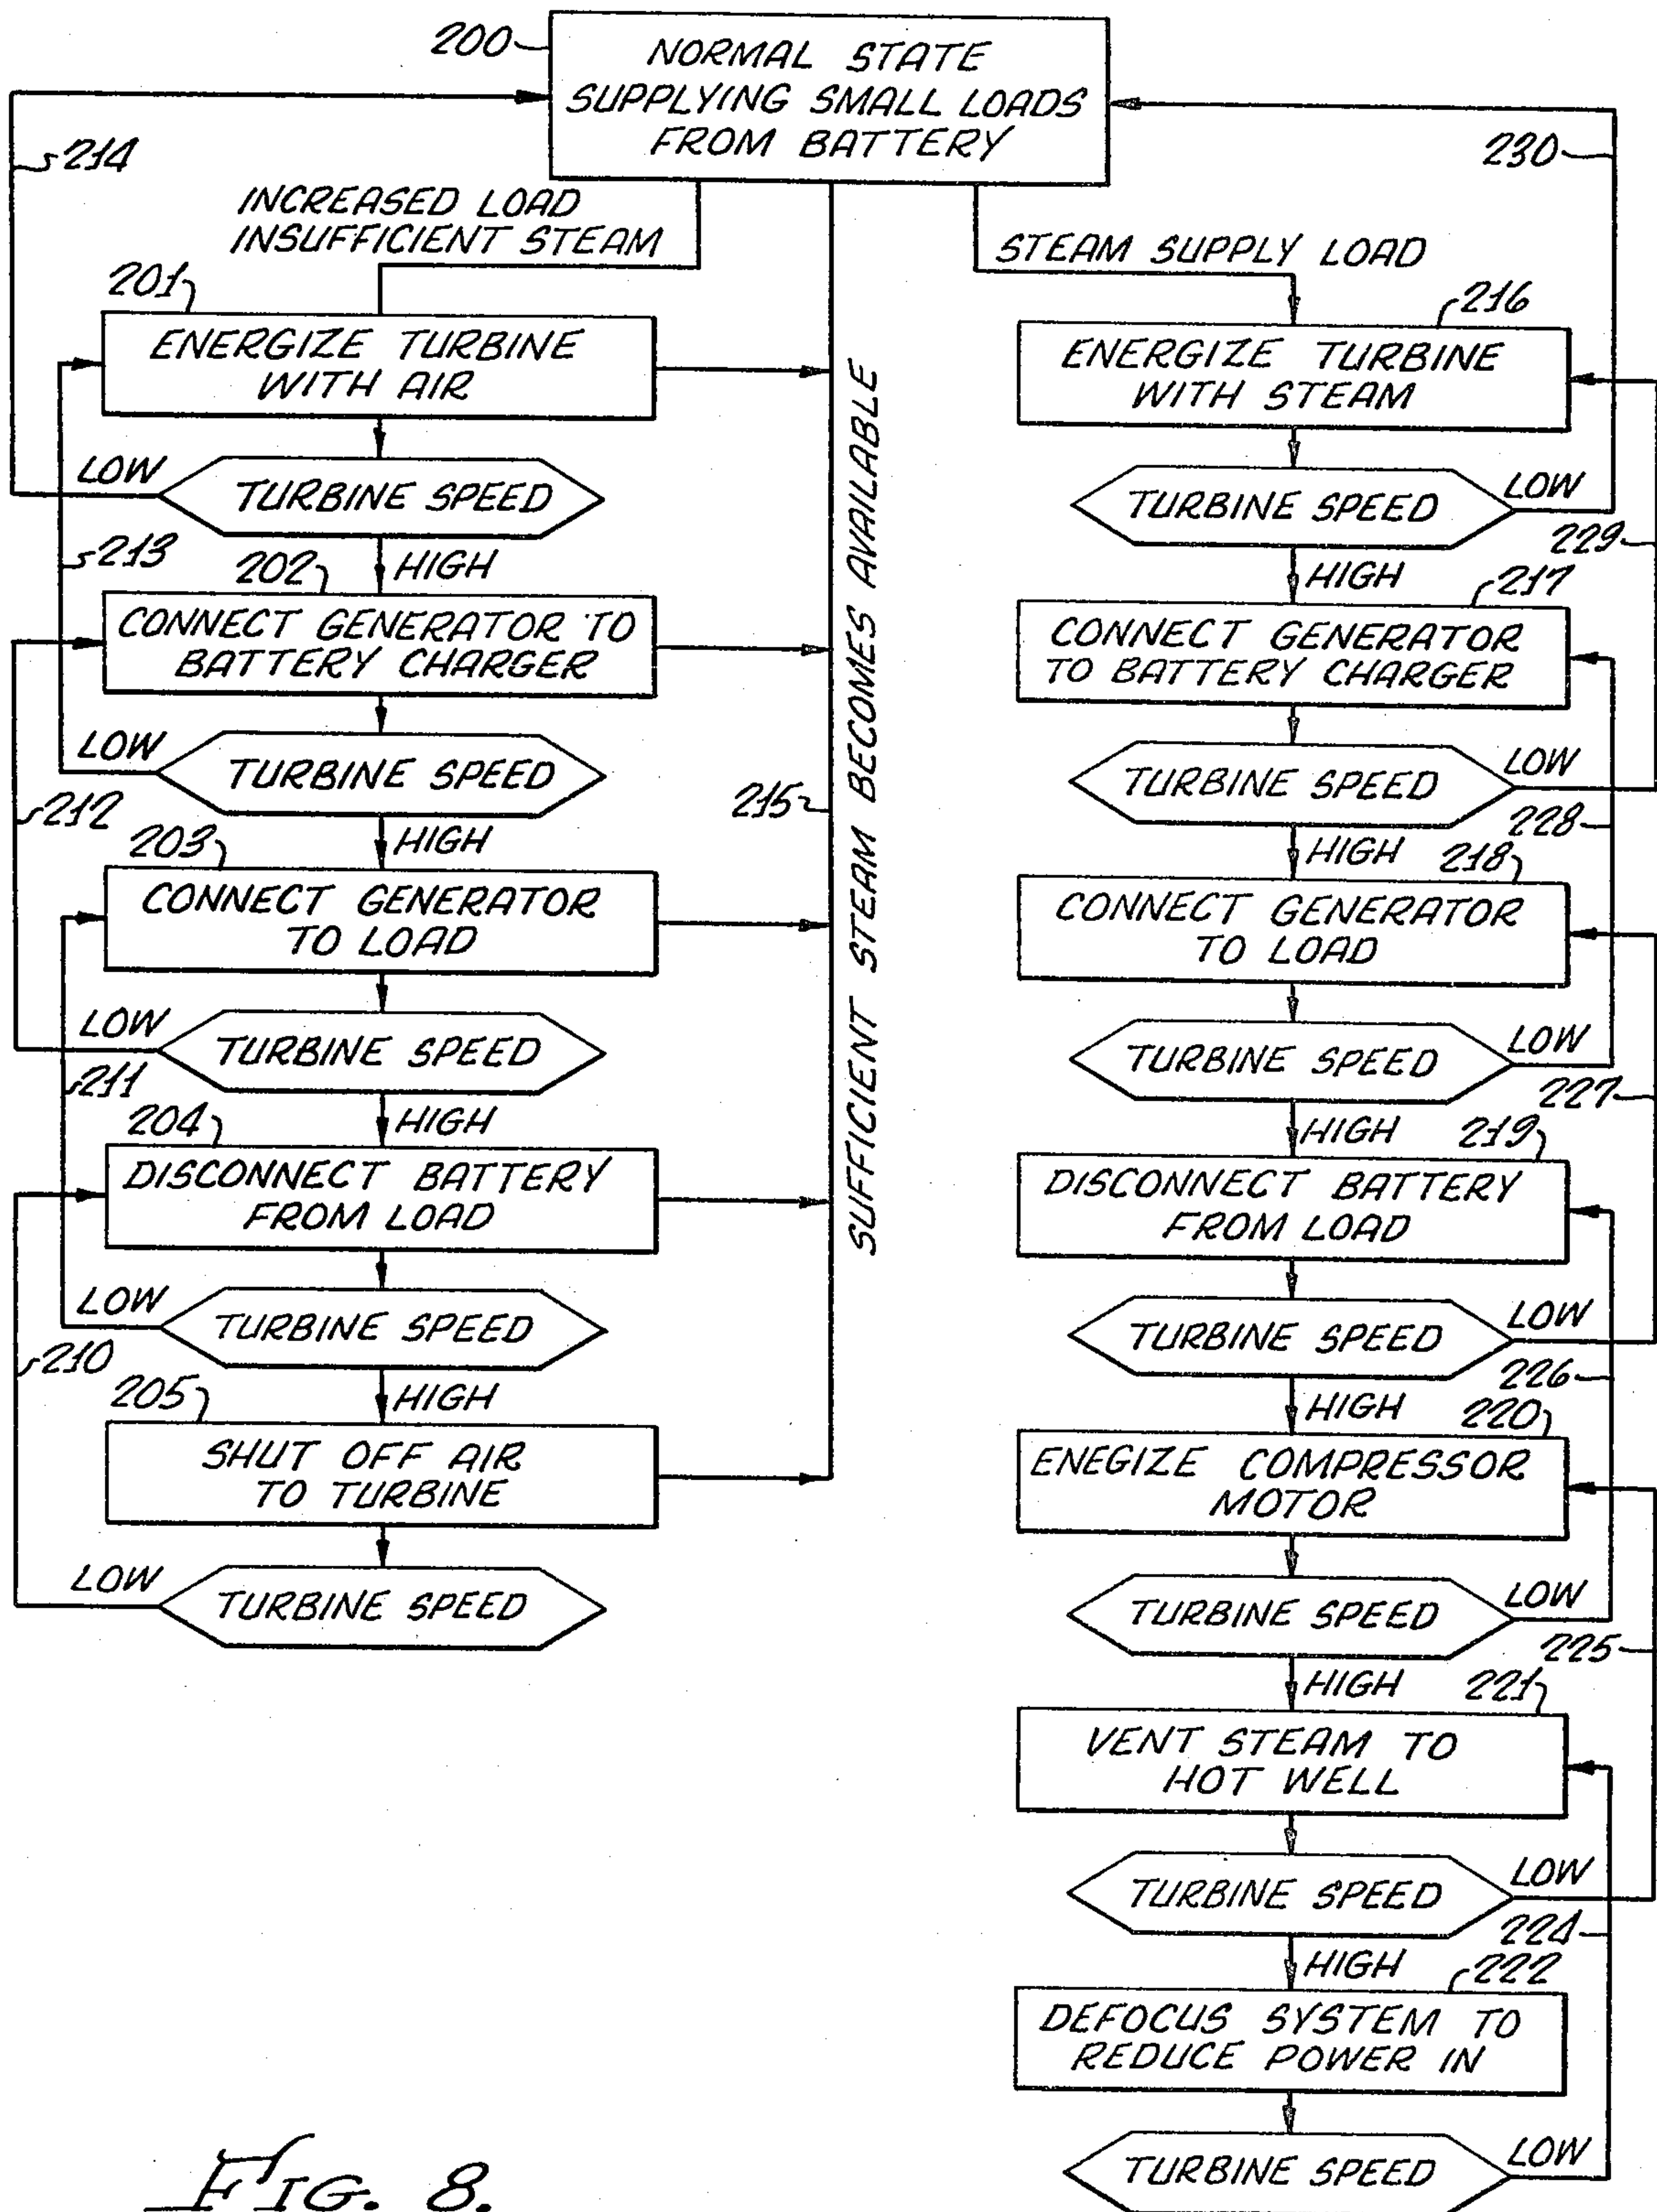 200
NORMAL STATE
SUPPLYING SMALL LOADS
FROM BATTERY
214
230
INCREASED LOAD
INSUFFICIENT STEAM
STEAM SUPPLY LOAD
201
ENERGIZE TURBINE
WITH AIR
LOW
TURBINE SPEED
213
HIGH
202
CONNECT GENERATOR TO
BATTERY CHARGER
LOW
TURBINE SPEED
212
HIGH
203
CONNECT GENERATOR
TO LOAD
LOW
TURBINE SPEED
211
HIGH
204
DISCONNECT BATTERY
FROM LOAD
LOW
TURBINE SPEED
210
HIGH
205
SHUT OFF AIR
TO TURBINE
LOW
TURBINE SPEED
215
SUFFICIENT STEAM BECOMES AVAILABLE
216
ENERGIZE TURBINE
WITH STEAM
TURBINE SPEED
LOW
229
HIGH
217
CONNECT GENERATOR
TO BATTERY CHARGER
TURBINE SPEED
LOW
228
HIGH
218
CONNECT GENERATOR
TO LOAD
TURBINE SPEED
LOW
227
HIGH
219
DISCONNECT BATTERY
FROM LOAD
TURBINE SPEED
LOW
226
HIGH
220
ENEGIZE COMPRESSOR
MOTOR
TURBINE SPEED
LOW
225
HIGH
221
VENT STEAM TO
HOT WELL
TURBINE SPEED
LOW
224
HIGH
222
DEFOCUS SYSTEM TO
REDUCE POWER IN
TURBINE SPEED
LOW
FIG. 8.